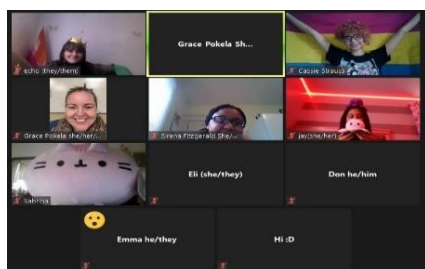 Grace Pokela Sh...
echo (they/them)
Cassie Strauss
Grace Pokela she/her/...
Sirena Fitzgerald She/...
jay(she/her)
Sabrina
Eli (she/they)
Don he/him
Emma he/they
Hi :D